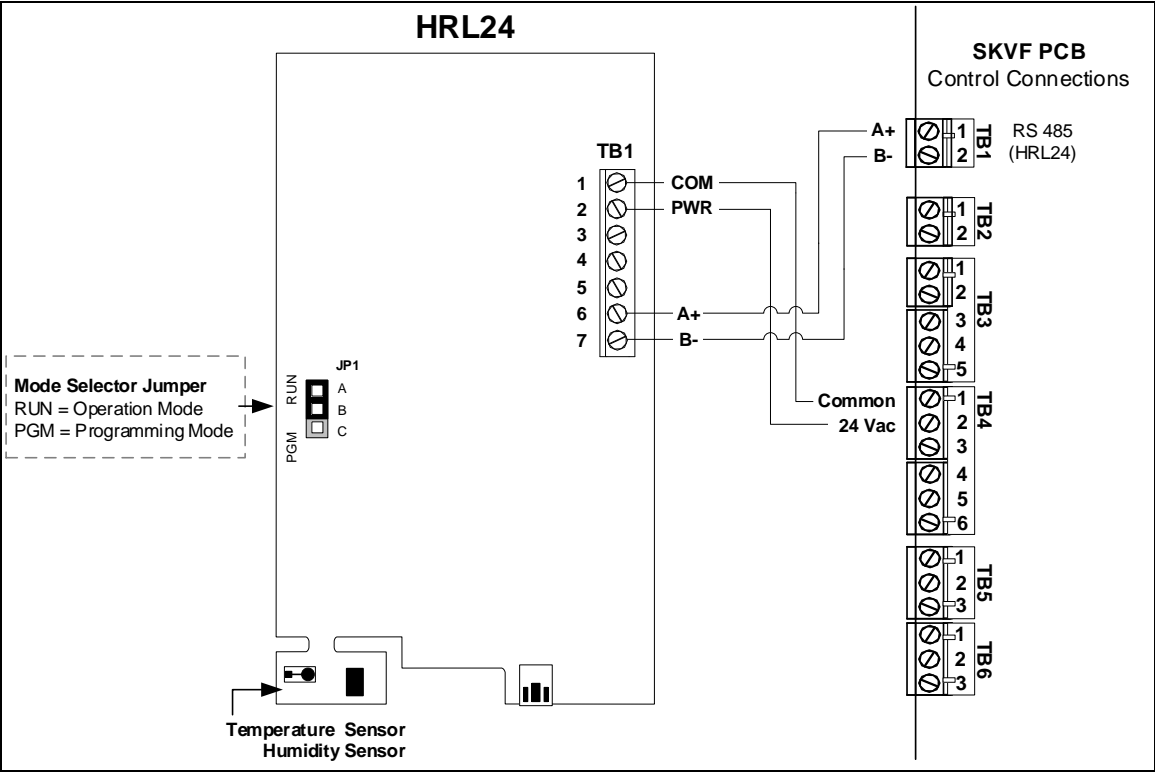 HRL24
SKVF PCB
Control Connections
A+
B-
1
2
TB1
RS 485
(HRL24)
TB1
1
2
3
4
5
6
7
COM
PWR
A+
B-
1
2
TB2
1
2
3
4
5
TB3
Mode Selector Jumper
RUN = Operation Mode
PGM = Programming Mode
JP1
RUN
PGM
A
B
C
Common
24 Vac
1
2
3
4
5
6
TB4
1
2
3
TB5
1
2
3
TB6
Temperature Sensor
Humidity Sensor